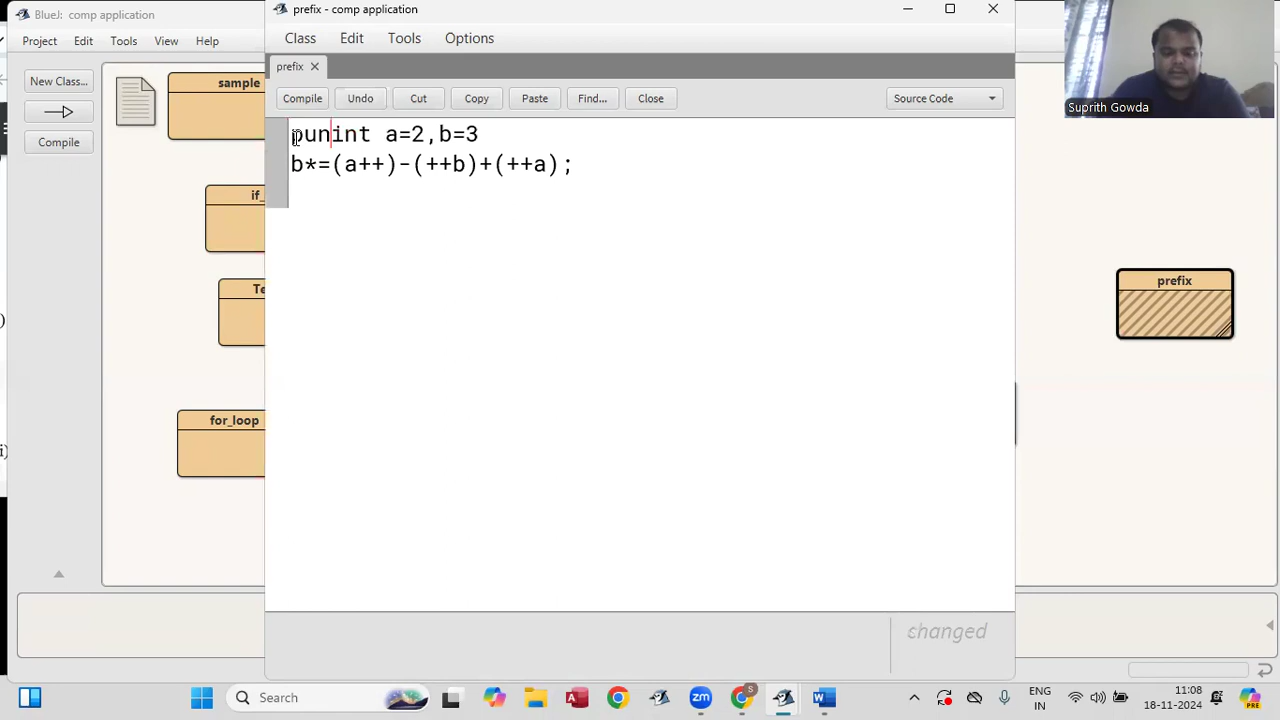 BlueJ: comp application
prefix - comp application
Project Edit Tools View Help
Class Edit Tools Options
prefix
New Class...
Compile
Compile Undo Cut Copy Paste Find... Close Source Code
sample
Suprith Gowda
punint a=2,b=3
b*=(a++)-(++b)+(++a);
if_
Te
for_loop
prefix
changed
Search
zm
S
ENG
IN
11:08
18-11-2024
PRE